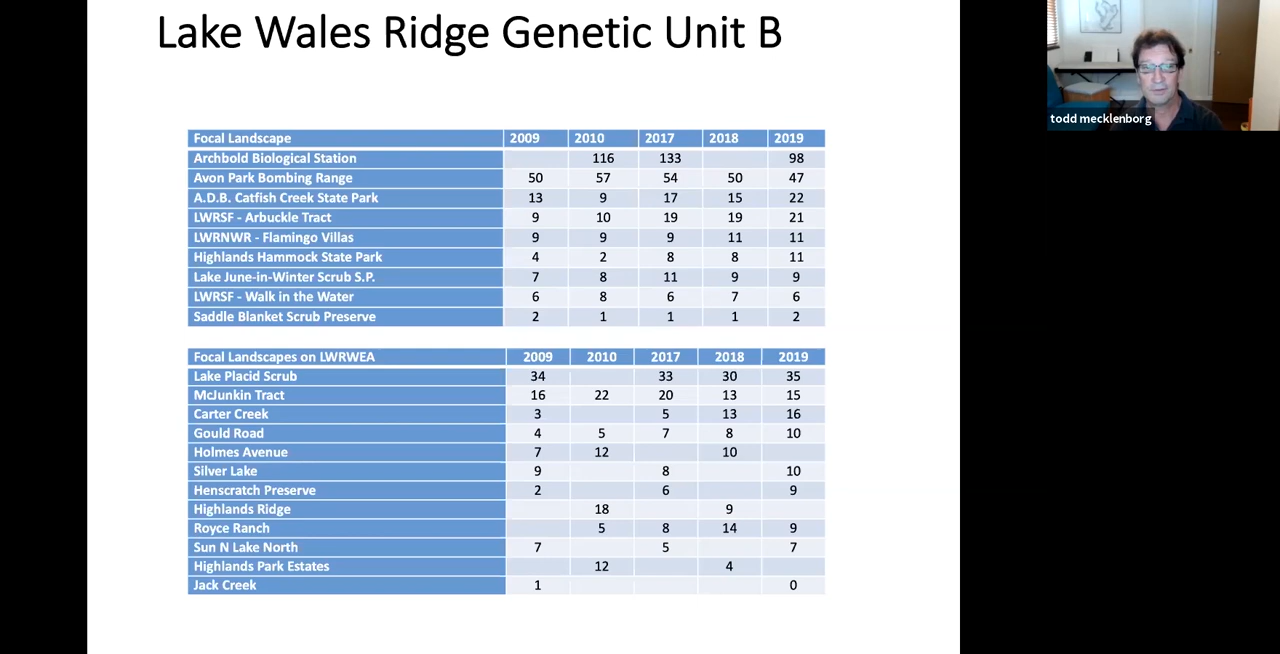 Lake Wales Ridge Genetic Unit B
todd mecklenborg
Focal Landscape 2009 2010 2017 2018 2019
Archbold Biological Station 116 133 98
Avon Park Bombing Range 50 57 54 50 47
A.D.B. Catfish Creek State Park 13 9 17 15 22
LWRSF - Arbuckle Tract 9 10 19 19 21
LWRNWR - Flamingo Villas 9 9 9 11 11
Highlands Hammock State Park 4 2 8 8 11
Lake June-in-Winter Scrub S.P. 7 8 11 9 9
LWRSF - Walk in the Water 6 8 6 7 6
Saddle Blanket Scrub Preserve 2 1 1 1 2
Focal Landscapes on LWRWEA 2009 2010 2017 2018 2019
Lake Placid Scrub 34 33 30 35
McJunkin Tract 16 22 20 13 15
Carter Creek 3 5 13 16
Gould Road 4 5 7 8 10
Holmes Avenue 7 12 10
Silver Lake 9 8 10
Henscratch Preserve 2 6 9
Highlands Ridge 18 9
Royce Ranch 5 8 14 9
Sun N Lake North 7 5 7
Highlands Park Estates 12 4
Jack Creek 1 0